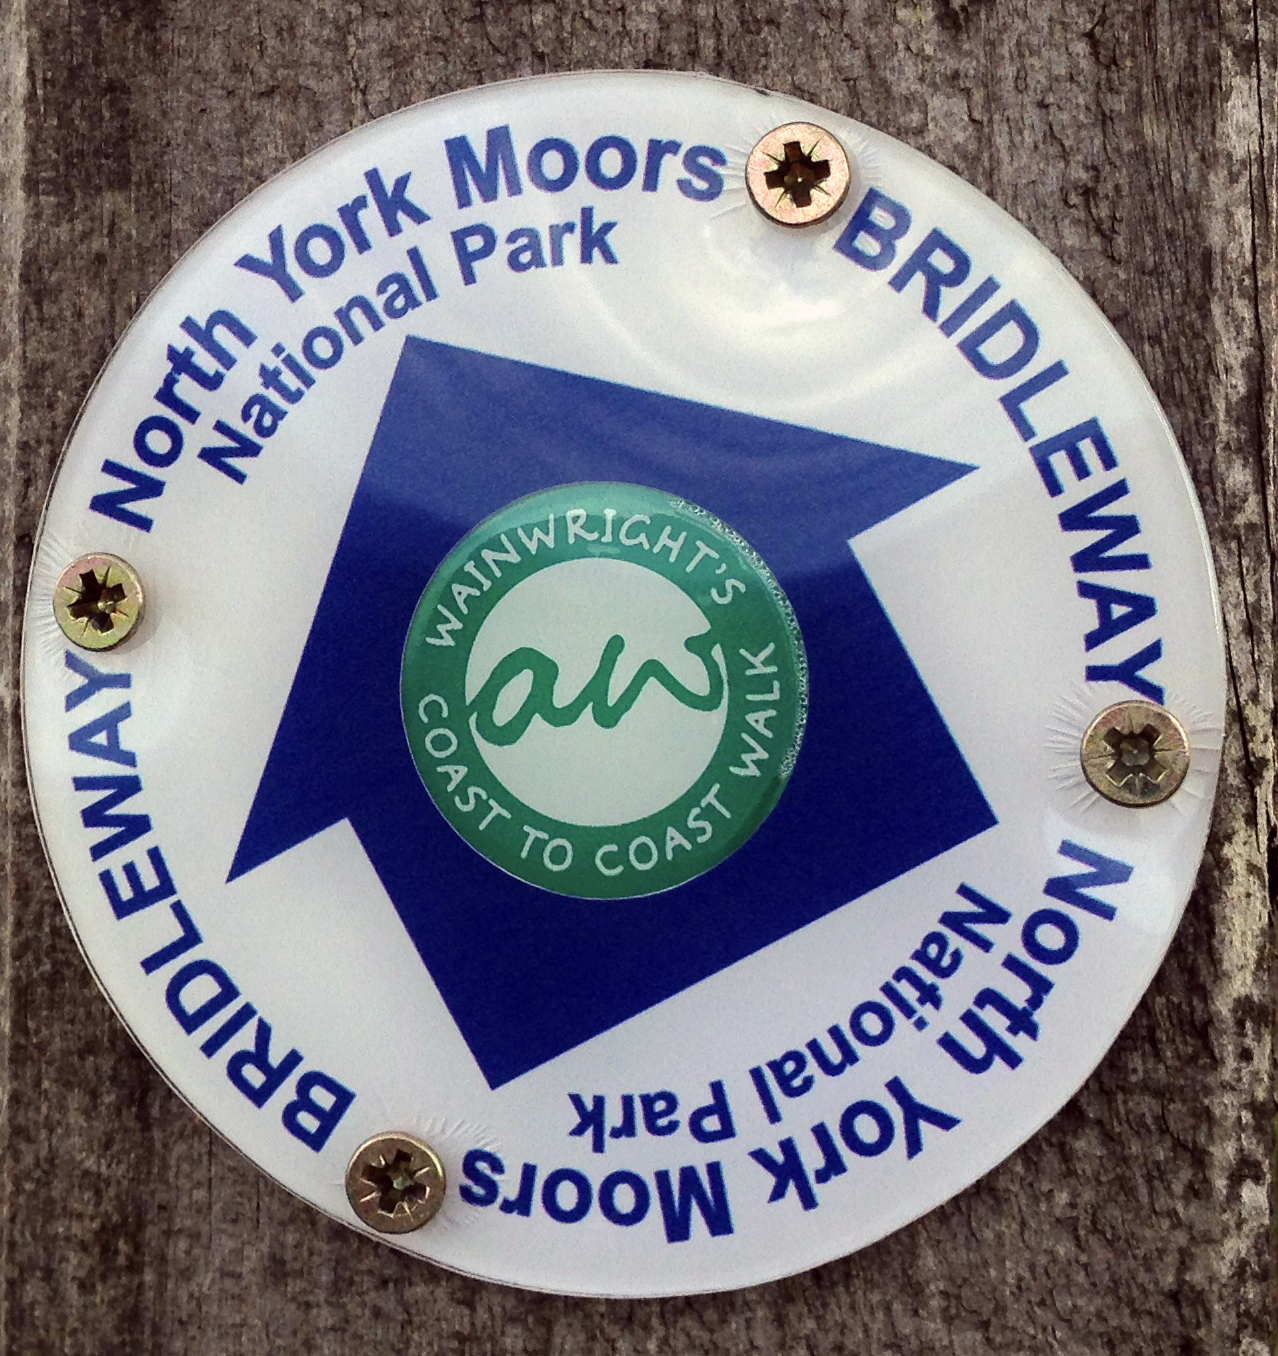 North York Moors
National Park
BRIDLEWAY
North York Moors
National Park
BRIDLEWAY
WAINWRIGHT'S
COAST TO COAST WALK
aw